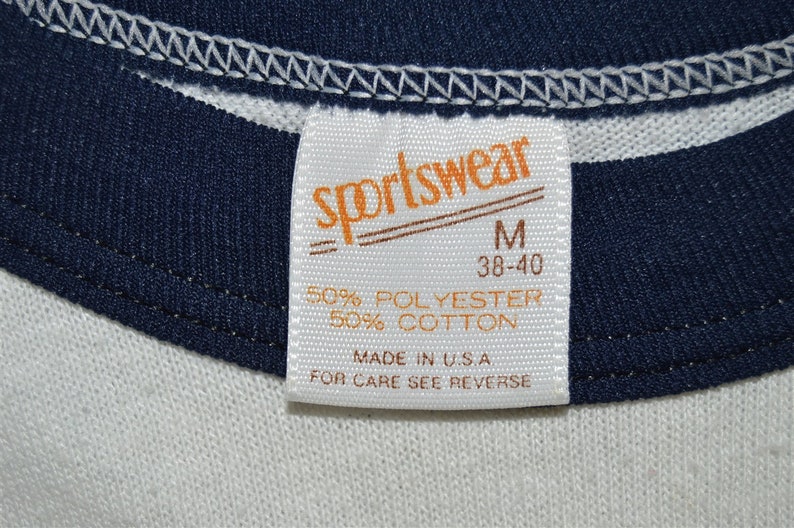 sportswear
M
38-40
50% POLYESTER
50% COTTON
MADE IN U.S.A
FOR CARE SEE REVERSE